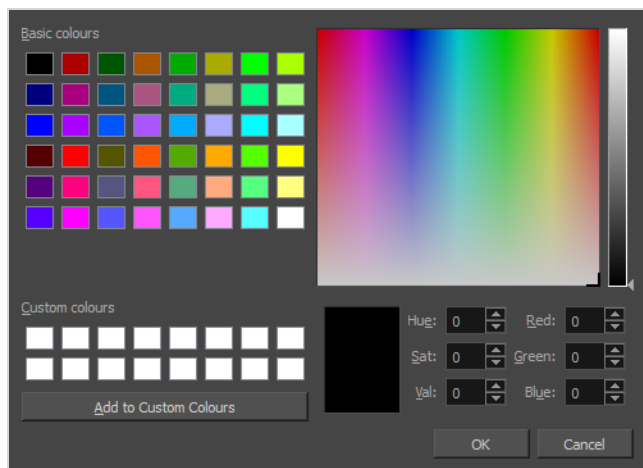 Basic colours
Custom colours
Add to Custom Colours
Hue: 0 Red: 0
Sat: 0 Green: 0
Val: 0 Blue: 0
OK Cancel